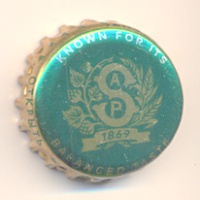 KNOWN FOR ITS
S
A
P
1869
BALANCED TASTE